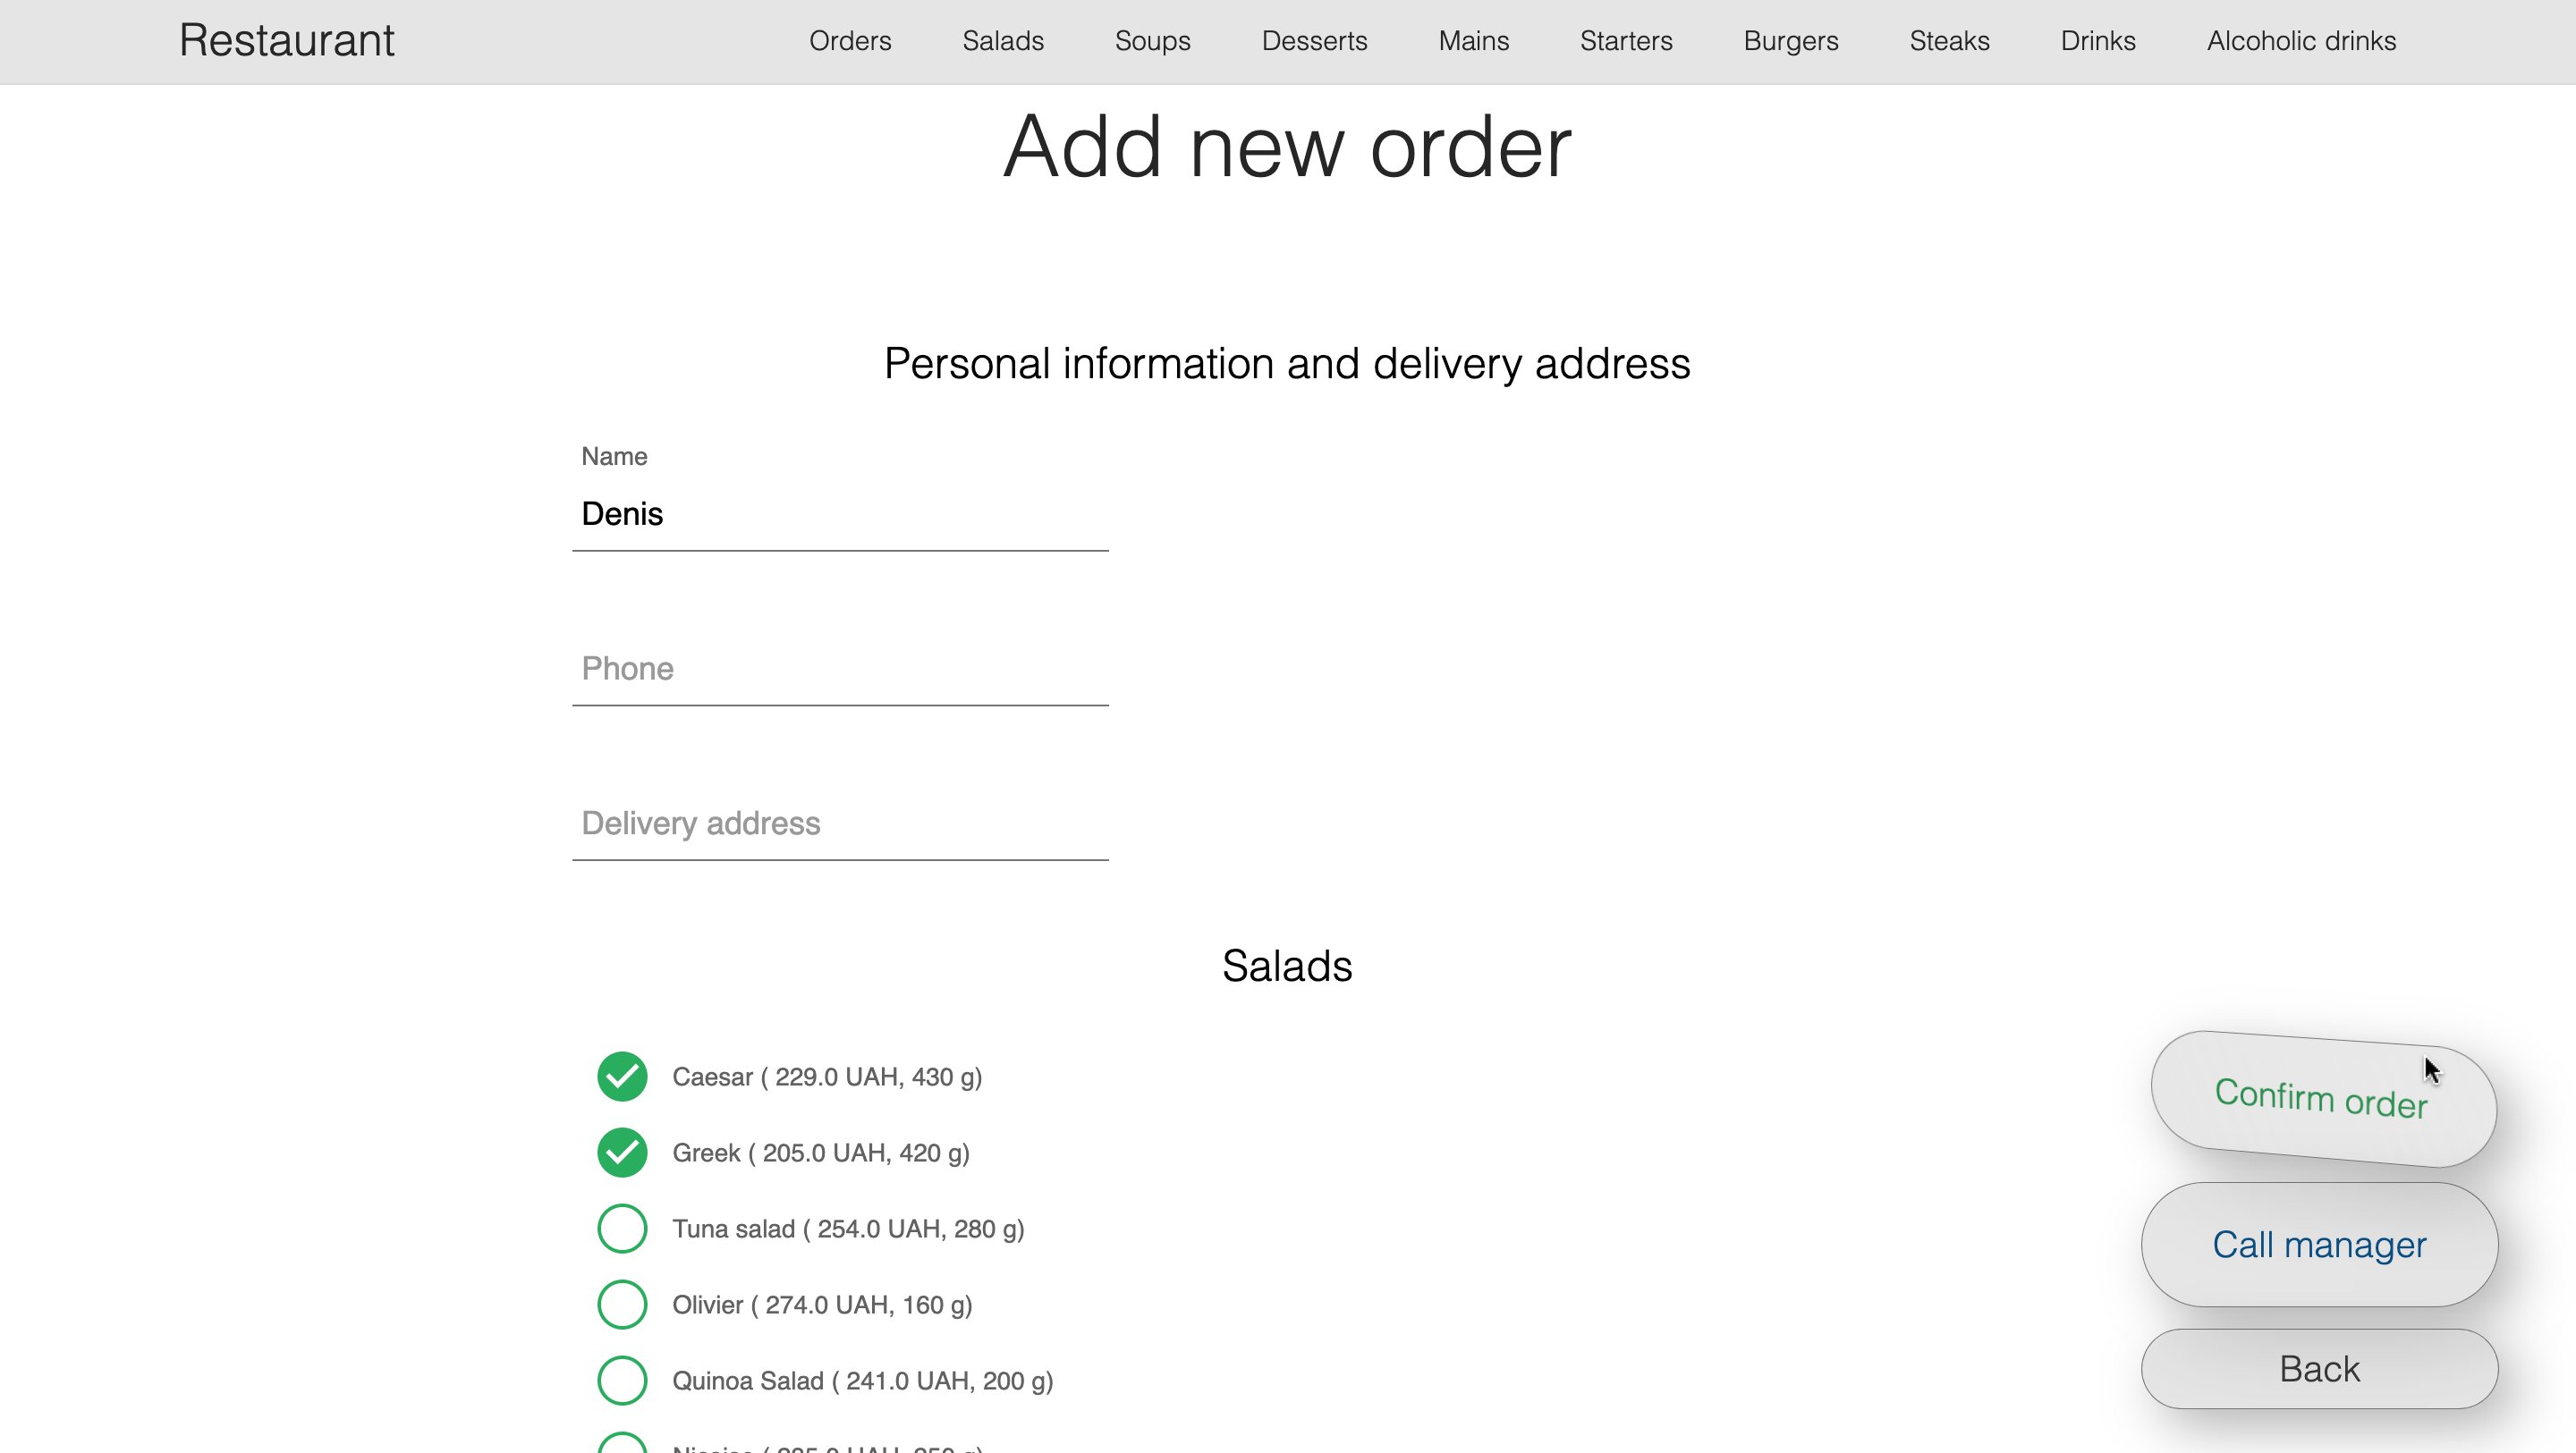 Restaurant Orders Salads Soups Desserts Mains Starters Burgers Steaks Drinks Alcoholic drinks
Add new order
Personal information and delivery address
Name
Denis
Phone
Delivery address
Salads
Caesar ( 229.0 UAH, 430 g)
Greek ( 205.0 UAH, 420 g)
Tuna salad ( 254.0 UAH, 280 g)
Olivier ( 274.0 UAH, 160 g)
Quinoa Salad ( 241.0 UAH, 200 g)
Confirm order
Call manager
Back